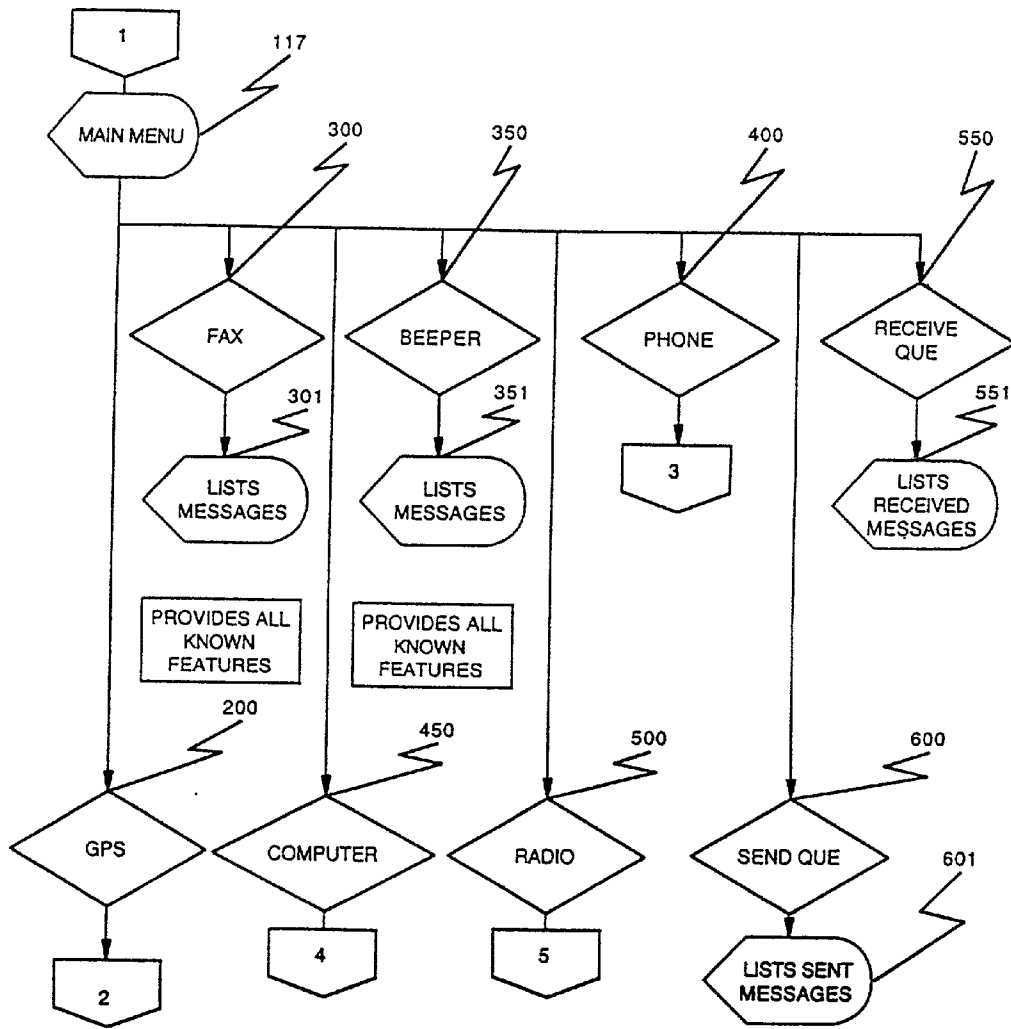 1
117
MAIN MENU
300
350
400
550
FAX
BEEPER
PHONE
RECEIVE
QUE
301
351
551
LISTS
MESSAGES
LISTS
MESSAGES
3
LISTS
RECEIVED
MESSAGES
PROVIDES ALL
KNOWN
FEATURES
PROVIDES ALL
KNOWN
FEATURES
200
450
500
600
GPS
COMPUTER
RADIO
SEND QUE
601
2
4
5
LISTS SENT
MESSAGES